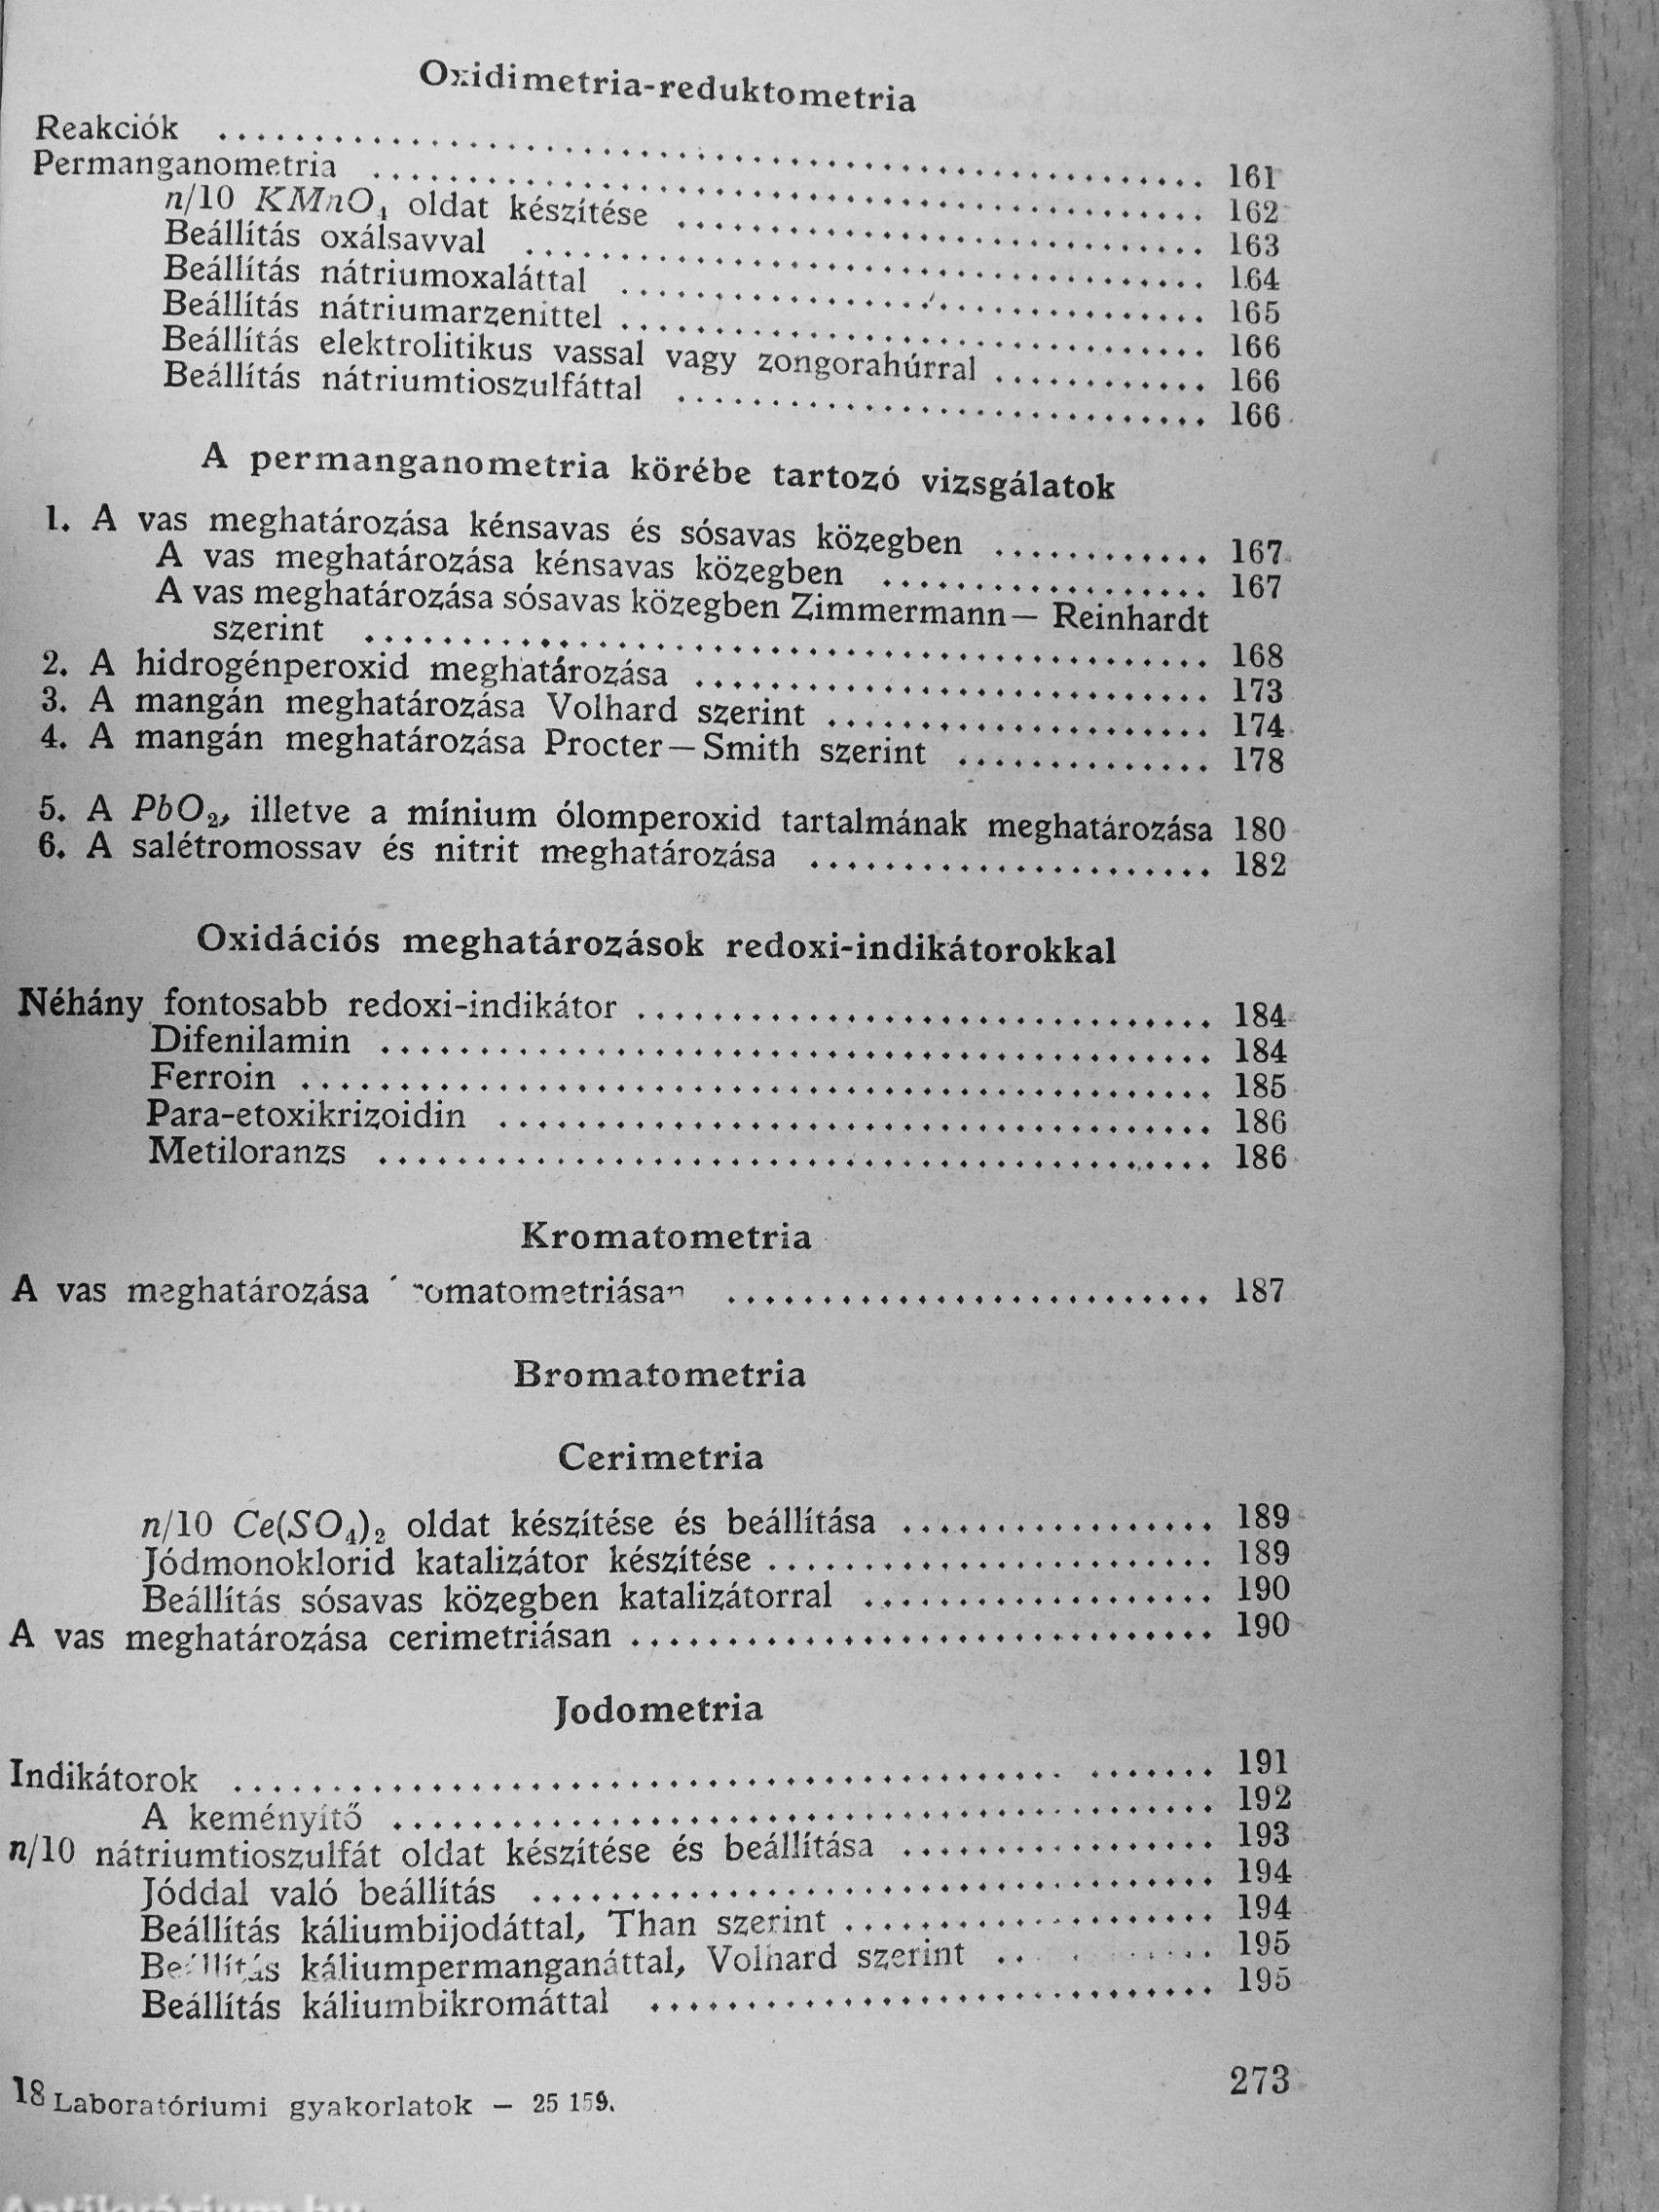 Oxidimetria-reduktometria
Reakciók ........ 161
Permanganometria ........ 162
n/10 KMnO₄ oldat készítése ........ 163
Beállítás oxálsavval ........ 164
Beállítás nátriumoxaláttal ........ 165
Beállítás nátriumarzenittel ........ 166
Beállítás elektrolitikus vassal vagy zongorahúrral ........ 166
Beállítás nátriumtioszulfáttal ........ 166
A permanganometria körébe tartozó vizsgálatok
1. A vas meghatározása kénsavas és sósavas közegben ........ 167
A vas meghatározása kénsavas közegben ........ 167
A vas meghatározása sósavas közegben Zimmermann— Reinhardt
szerint ........ 168
2. A hidrogénperoxid meghatározása ........ 173
3. A mangán meghatározása Volhard szerint ........ 174
4. A mangán meghatározása Procter—Smith szerint ........ 178
5. A PbO₂, illetve a mínium ólomperoxid tartalmának meghatározása 180
6. A salétromossav és nitrit meghatározása ........ 182
Oxidációs meghatározások redoxi-indikátorokkal
Néhány fontosabb redoxi-indikátor ........ 184
Difenilamin ........ 184
Ferroin ........ 185
Para-etoxikrizoidin ........ 186
Metiloranzs ........ 186
Kromatometria
A vas meghatározása romatometriásan ........ 187
Bromatometria
Cerimetria
n/10 Ce(SO₄)₂ oldat készítése és beállítása ........ 189
Jódmonoklorid katalizátor készítése ........ 189
Beállítás sósavas közegben katalizátorral ........ 190
A vas meghatározása cerimetriásan ........ 190
Jodometria
Indikátorok ........ 191
A keményítő ........ 192
n/10 nátriumtioszulfát oldat készítése és beállítása ........ 193
Jóddal való beállítás ........ 194
Beállítás káliumbijodáttal, Than szerint ........ 194
Beállítás káliumpermanganáttal, Volhard szerint ........ 195
Beállítás káliumbikromáttal ........ 195
273
18 Laboratóriumi gyakorlatok — 25 159.